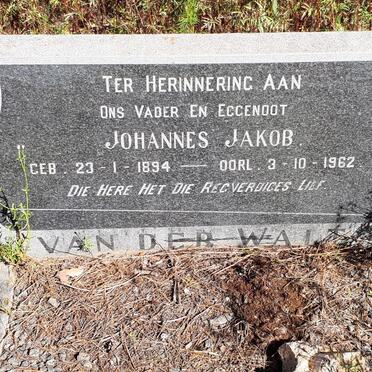 TER HERINNERING AAN
ONS VADER EN EGGENOOT
JOHANNES JAKOB.
GEB. 23-1-1894 — OORL. 3-10-1962.
DIE HERE HET DIE REGVERDIGES LIEF.
VAN DER WALT